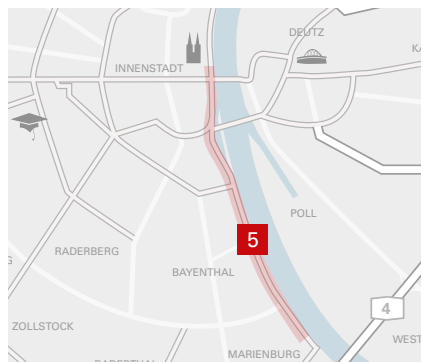 DEUTZ
KA
INNENSTADT
POLL
5
RADERBERG
G
BAYENTHAL
4
ZOLLSTOCK
WEST
MARIENBURG